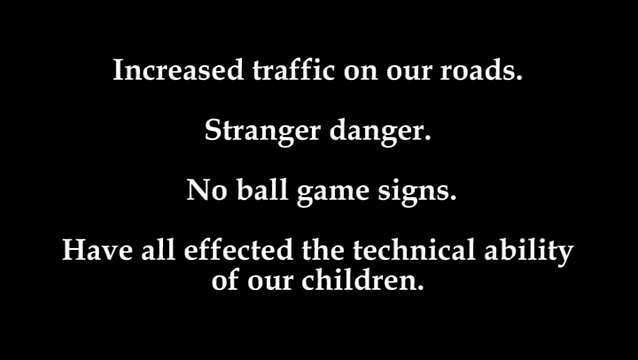 Increased traffic on our roads.
Stranger danger.
No ball game signs.
Have all effected the technical ability
of our children.